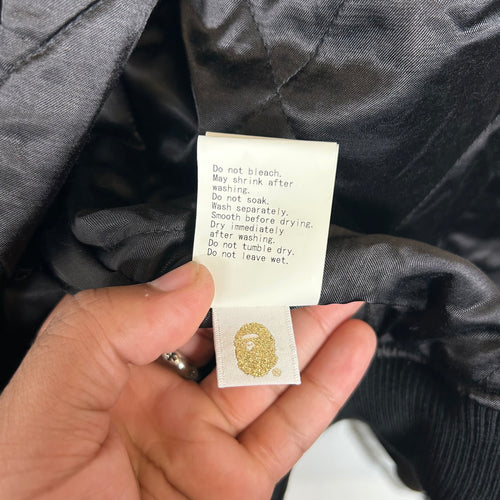 Do not bleach.
May shrink after
washing.
Do not soak.
Wash separately.
Smooth before drying.
Dry immediately
after washing.
Do not tumble dry.
Do not leave wet.